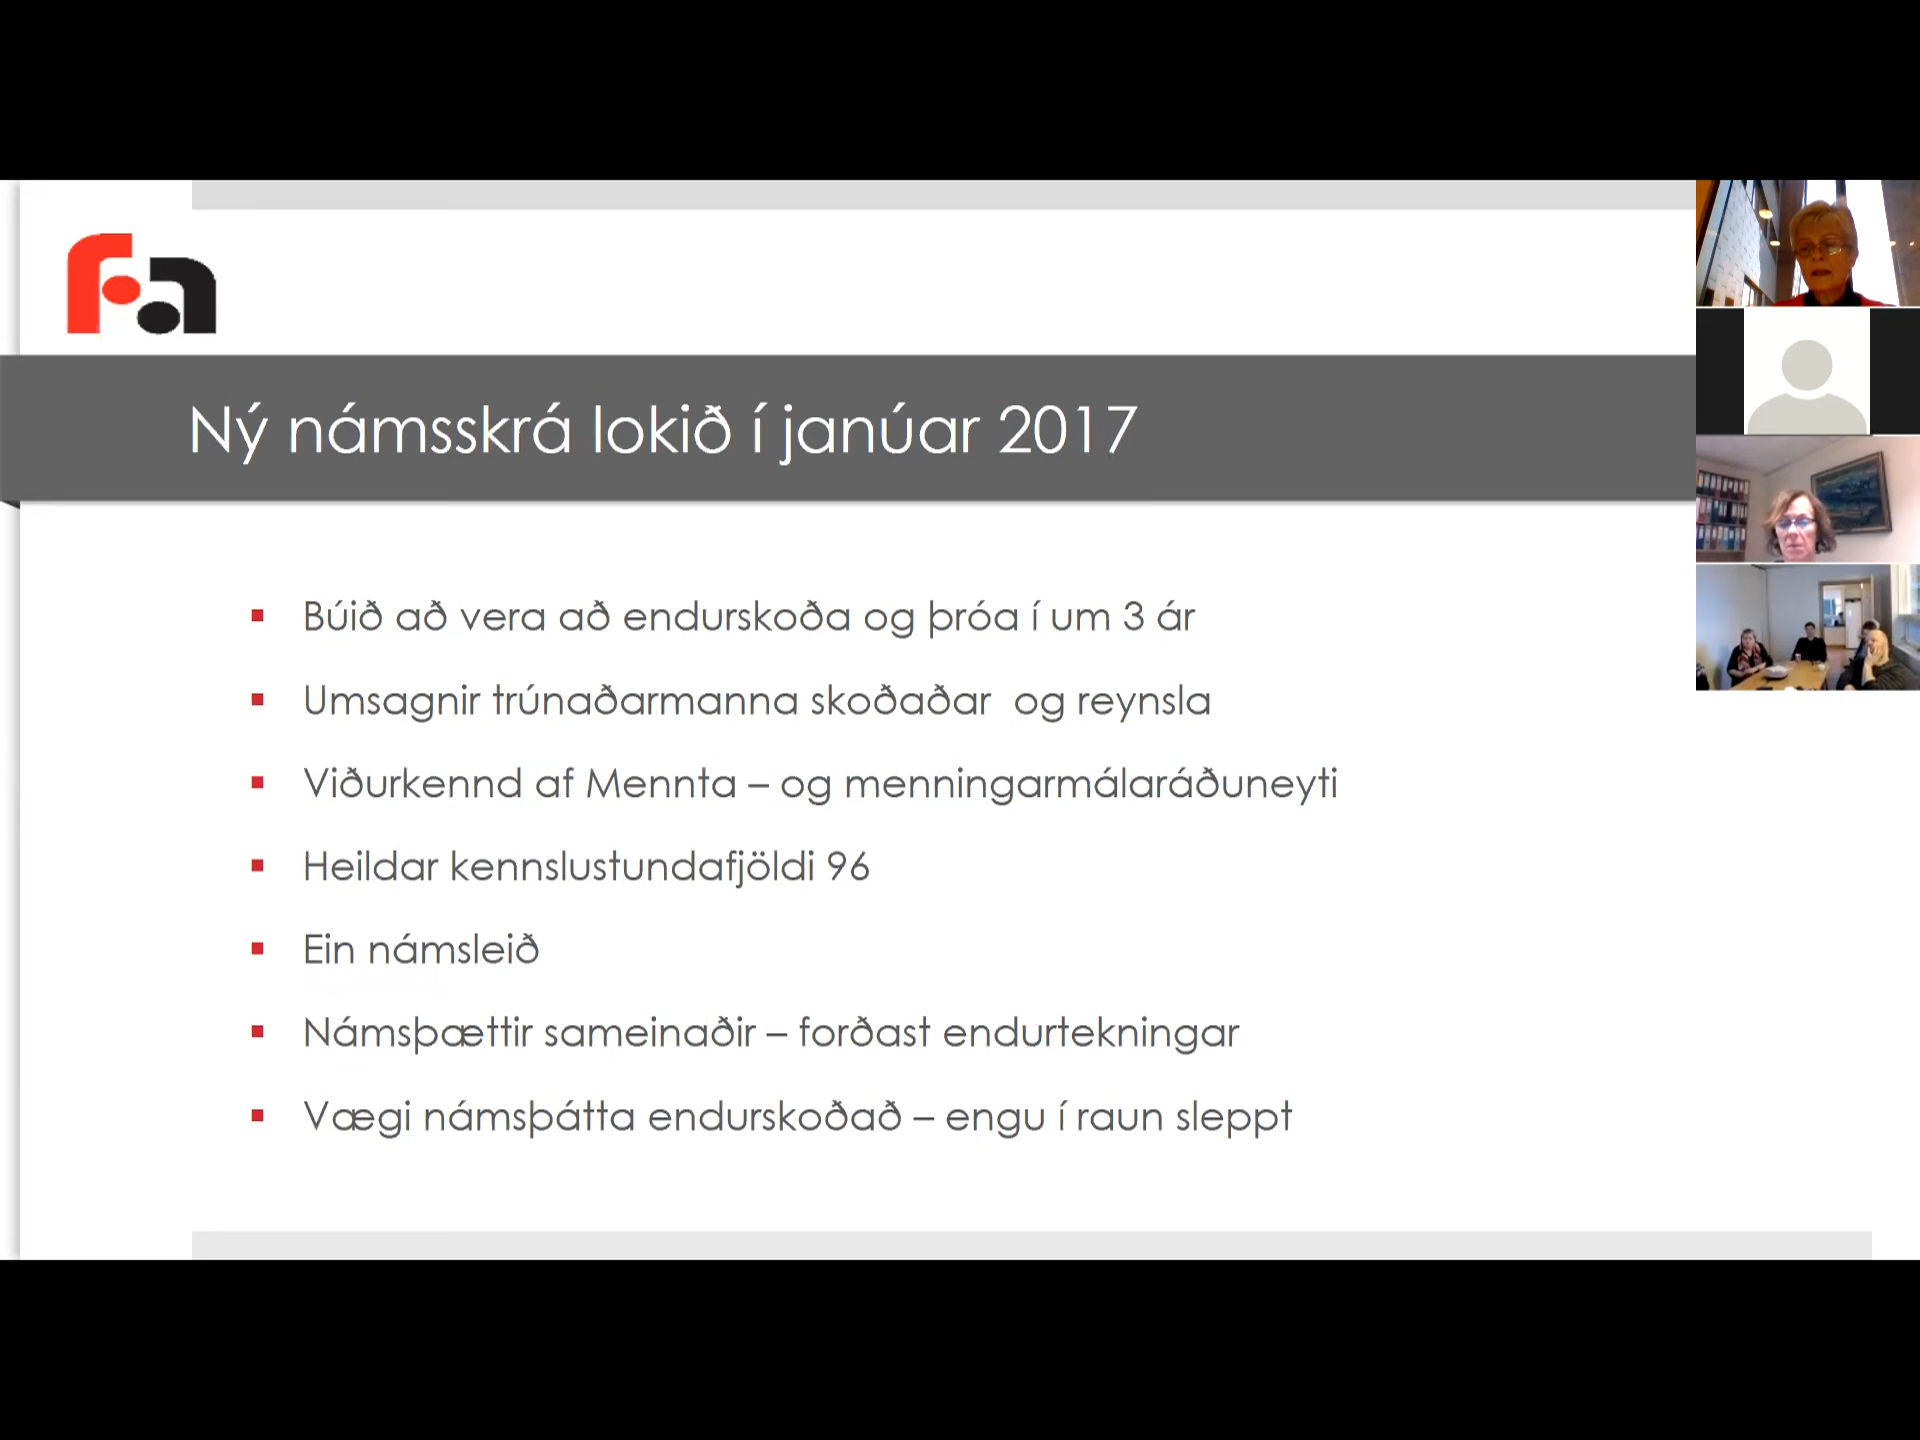 fa
Ný námsskrá lokið í janúar 2017
Búið að vera að endurskoða og þróa í um 3 ár
Umsagnir trúnaðarmanna skoðaðar og reynsla
Viðurkennd af Mennta – og menningarmálaráðuneyti
Heildar kennslustundafjöldi 96
Ein námsleið
Námsþættir sameinaðir – forðast endurtekningar
Vægi námsþátta endurskoðað – engu í raun sleppt